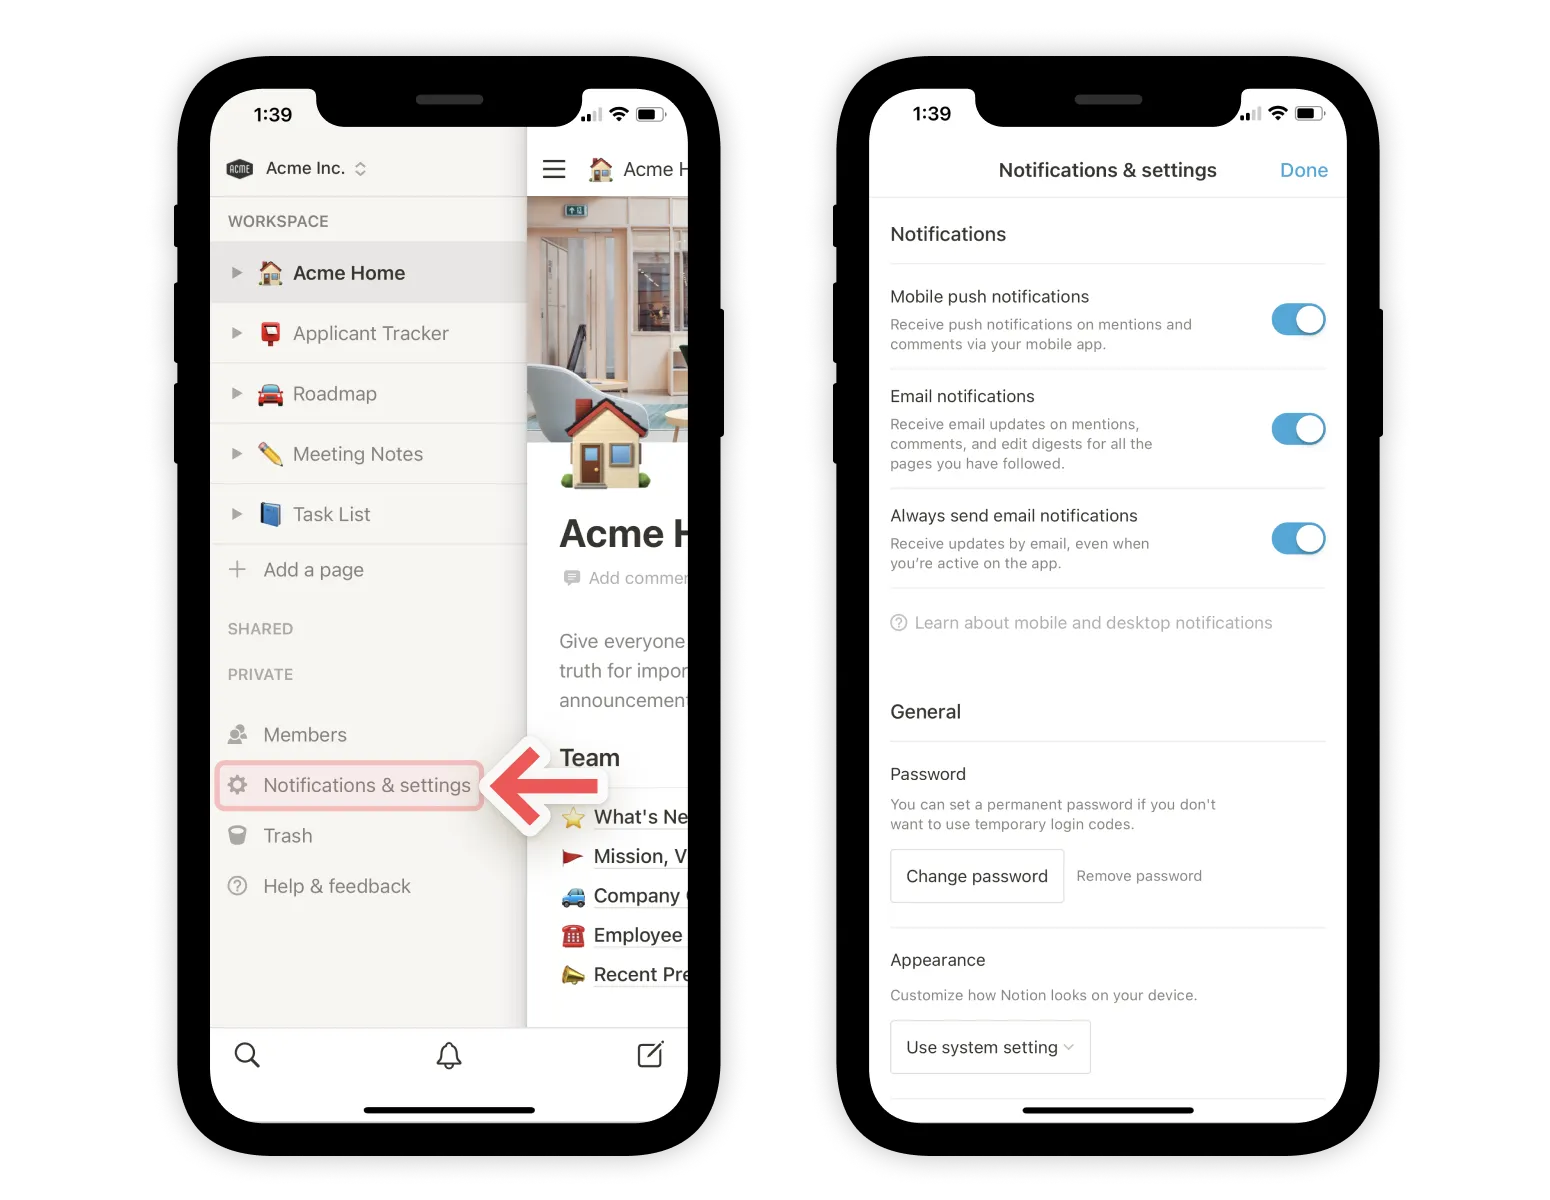 1:39
ACME Acme Inc.
WORKSPACE
Acme Home
Applicant Tracker
Roadmap
Meeting Notes
Task List
Add a page
SHARED
PRIVATE
Members
Notifications & settings
Trash
Help & feedback
Acme H
Acme H
Add commer
Give everyone
truth for impor
announcement
Team
What's Ne
Mission, V
Company
Employee
Recent Pre
1:39
Notifications & settings Done
Notifications
Mobile push notifications
Receive push notifications on mentions and
comments via your mobile app.
Email notifications
Receive email updates on mentions,
comments, and edit digests for all the
pages you have followed.
Always send email notifications
Receive updates by email, even when
you're active on the app.
Learn about mobile and desktop notifications
General
Password
You can set a permanent password if you don't
want to use temporary login codes.
Change password Remove password
Appearance
Customize how Notion looks on your device.
Use system setting